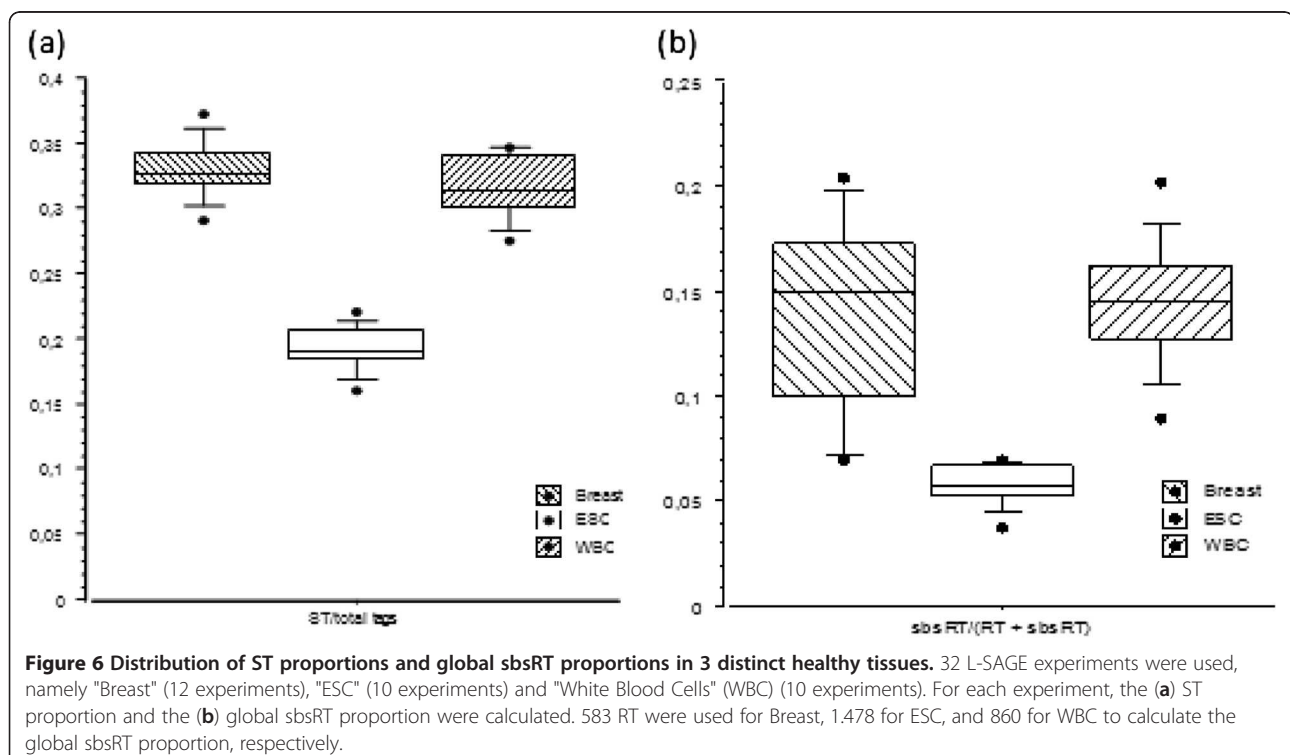 (a)
0,4
0,35
0,3
0,25
0,2
0,15
0,1
0,05
0
Breast
ESC
WBC
ST/total tags
(b)
0,25
0,2
0,15
0,1
0,05
0
Breast
ESC
WBC
sbsRT/(RT + sbsRT)
Figure 6 Distribution of ST proportions and global sbsRT proportions in 3 distinct healthy tissues. 32 L-SAGE experiments were used,
namely "Breast" (12 experiments), "ESC" (10 experiments) and "White Blood Cells" (WBC) (10 experiments). For each experiment, the (a) ST
proportion and the (b) global sbsRT proportion were calculated. 583 RT were used for Breast, 1.478 for ESC, and 860 for WBC to calculate the
global sbsRT proportion, respectively.